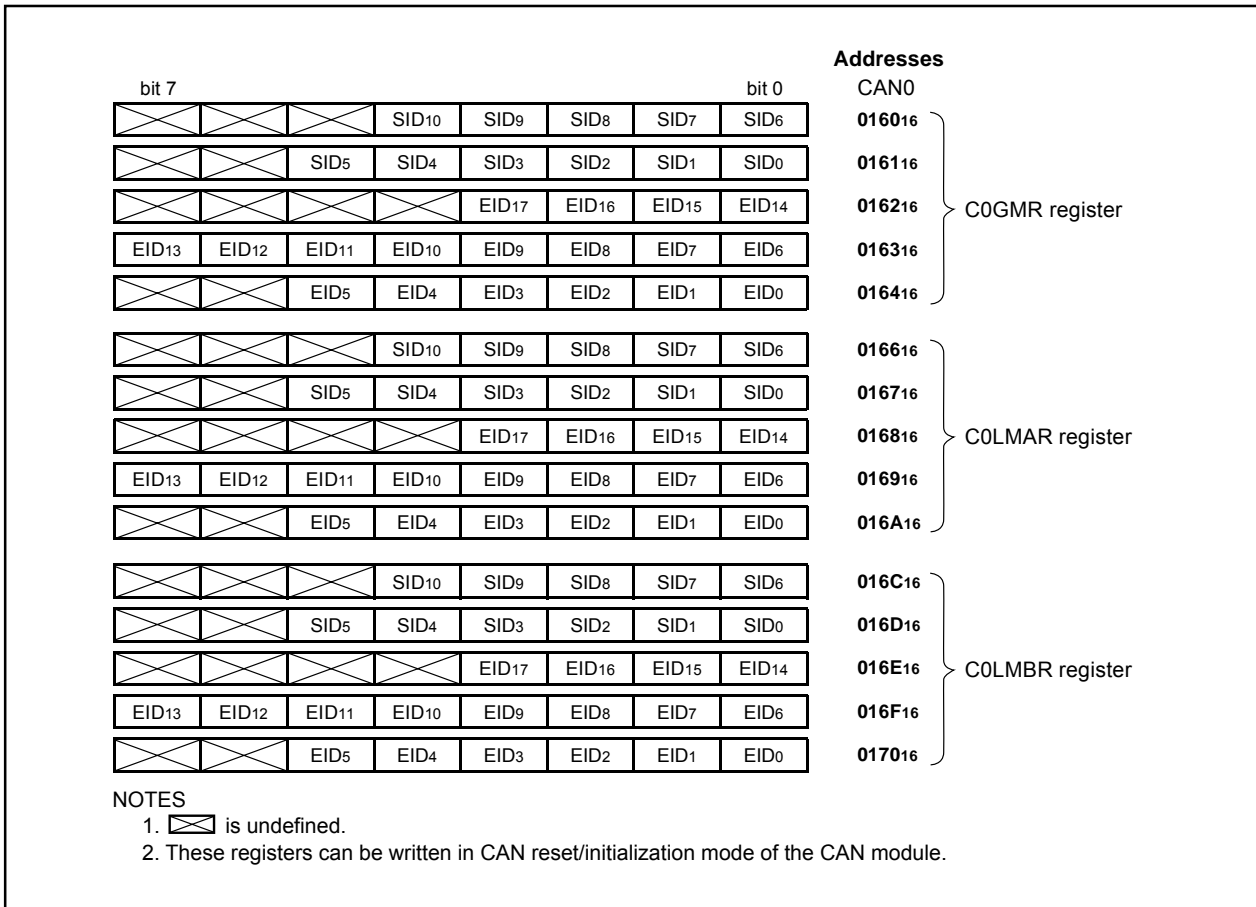 Addresses
bit 7 bit 0 CAN0
SID10 SID9 SID8 SID7 SID6 016016
SID5 SID4 SID3 SID2 SID1 SID0 016116
EID17 EID16 EID15 EID14 016216 C0GMR register
EID13 EID12 EID11 EID10 EID9 EID8 EID7 EID6 016316
EID5 EID4 EID3 EID2 EID1 EID0 016416
SID10 SID9 SID8 SID7 SID6 016616
SID5 SID4 SID3 SID2 SID1 SID0 016716
EID17 EID16 EID15 EID14 016816 C0LMAR register
EID13 EID12 EID11 EID10 EID9 EID8 EID7 EID6 016916
EID5 EID4 EID3 EID2 EID1 EID0 016A16
SID10 SID9 SID8 SID7 SID6 016C16
SID5 SID4 SID3 SID2 SID1 SID0 016D16
EID17 EID16 EID15 EID14 016E16 C0LMBR register
EID13 EID12 EID11 EID10 EID9 EID8 EID7 EID6 016F16
EID5 EID4 EID3 EID2 EID1 EID0 017016
NOTES
1. is undefined.
2. These registers can be written in CAN reset/initialization mode of the CAN module.